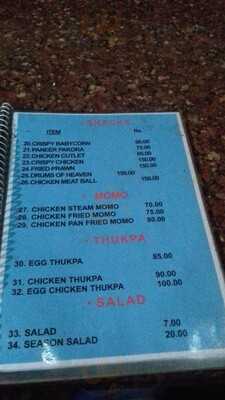 • SNACKS
ITEM Rs.
20. CRISPY BABYCORN 90.00
21. PANEER PAKORA 75.00
22. CHICKEN CUTLET 60.00
23. CRISPY CHICKEN 150.00
24. FRIED PRAWN 150.00
25. DRUMS OF HEAVEN 150.00
26. CHICKEN MEAT BALL 150.00
• MOMO
27. CHICKEN STEAM MOMO 70.00
28. CHICKEN FRIED MOMO 75.00
29. CHICKEN PAN FRIED MOMO 80.00
• THUKPA
30. EGG THUKPA 85.00
31. CHICKEN THUKPA 90.00
32. EGG CHICKEN THUKPA 100.00
• SALAD
33. SALAD 7.00
34. SEASON SALAD 20.00